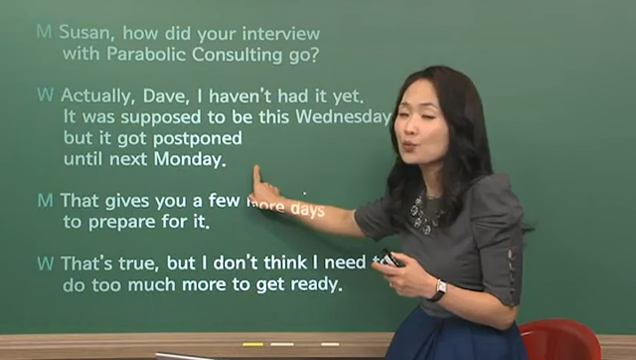 M Susan, how did your interview
with Parabolic Consulting go?
W Actually, Dave, I haven't had it yet.
It was supposed to be this Wednesday
but it got postponed
until next Monday.
M That gives you a few more days
to prepare for it.
W That's true, but I don't think I need to
do too much more to get ready.